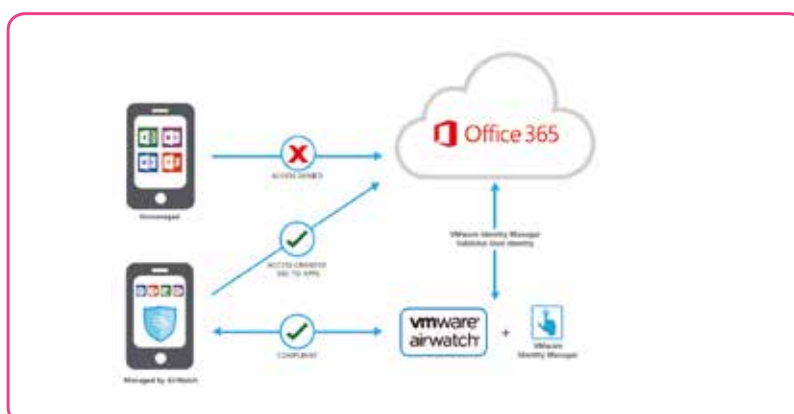 Office 365
ACCESS DENIED
Unmanaged
VMware Identity Manager
Validates User Identity
ACCESS GRANTED
SSO TO APPS
vmware
airwatch
+
VMware
Identity Manager
COMPLIANT
Managed by AirWatch